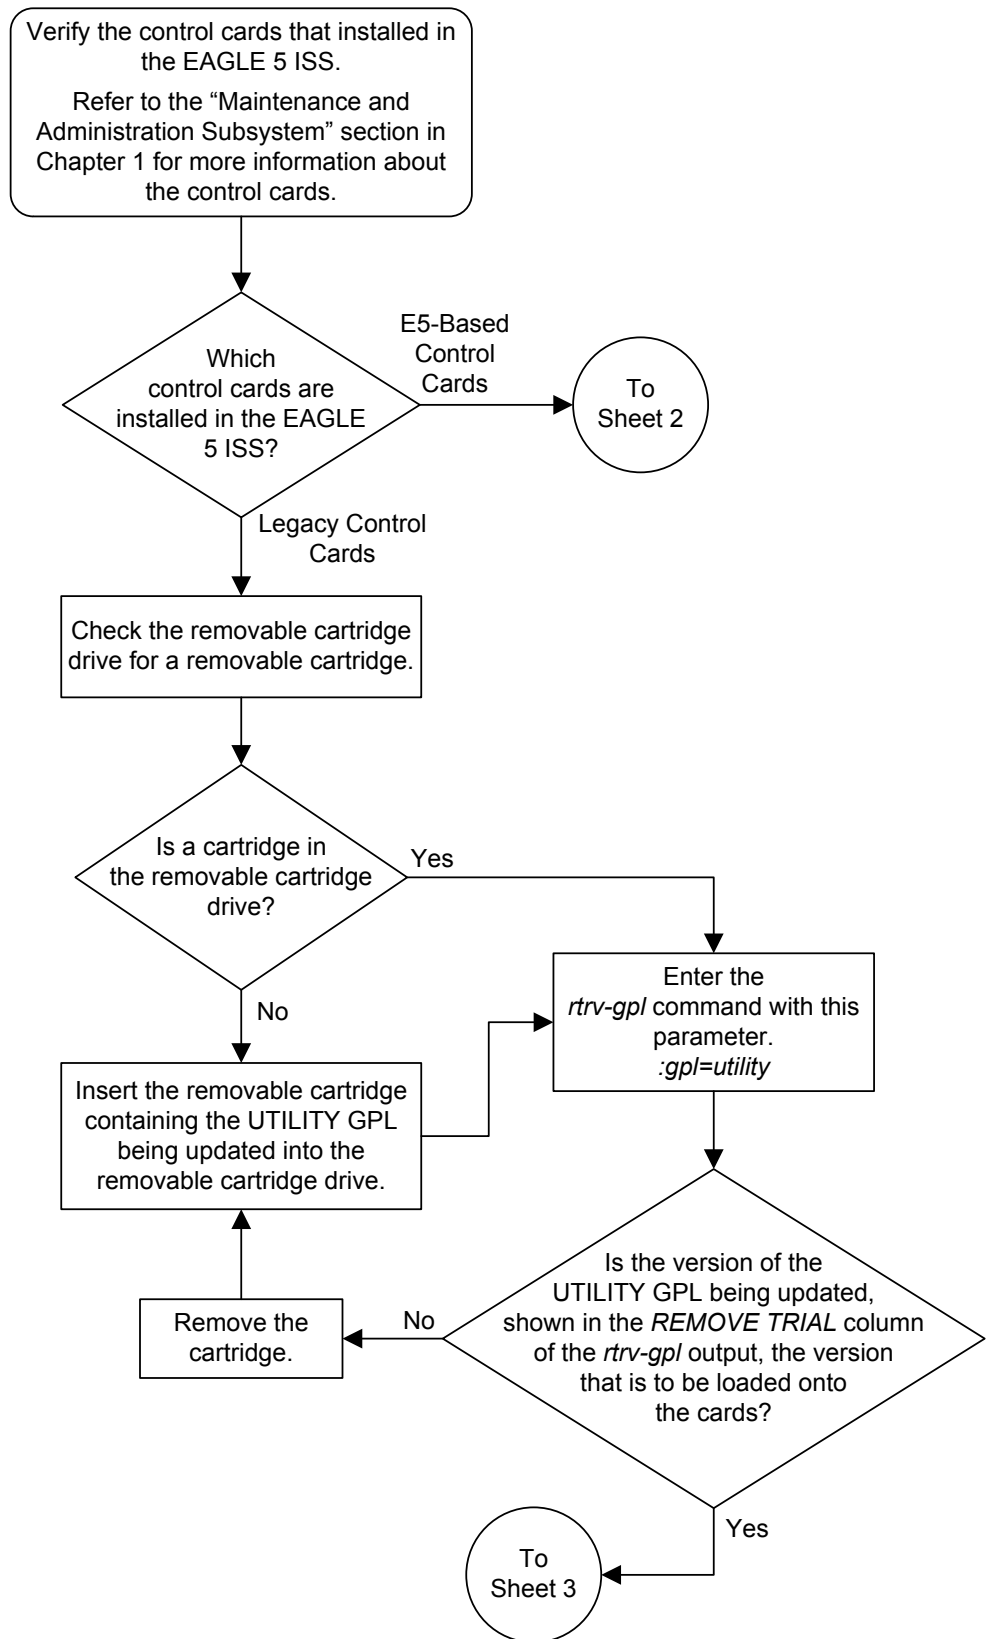 Verify the control cards that installed in
the EAGLE 5 ISS.
Refer to the “Maintenance and
Administration Subsystem” section in
Chapter 1 for more information about
the control cards.
Which
control cards are
installed in the EAGLE
5 ISS?
E5-Based
Control
Cards
To
Sheet 2
Legacy Control
Cards
Check the removable cartridge
drive for a removable cartridge.
Is a cartridge in
the removable cartridge
drive?
Yes
No
Enter the
rtrv-gpl command with this
parameter.
:gpl=utility
Insert the removable cartridge
containing the UTILITY GPL
being updated into the
removable cartridge drive.
Is the version of the
UTILITY GPL being updated,
shown in the REMOVE TRIAL column
of the rtrv-gpl output, the version
that is to be loaded onto
the cards?
No
Remove the
cartridge.
Yes
To
Sheet 3